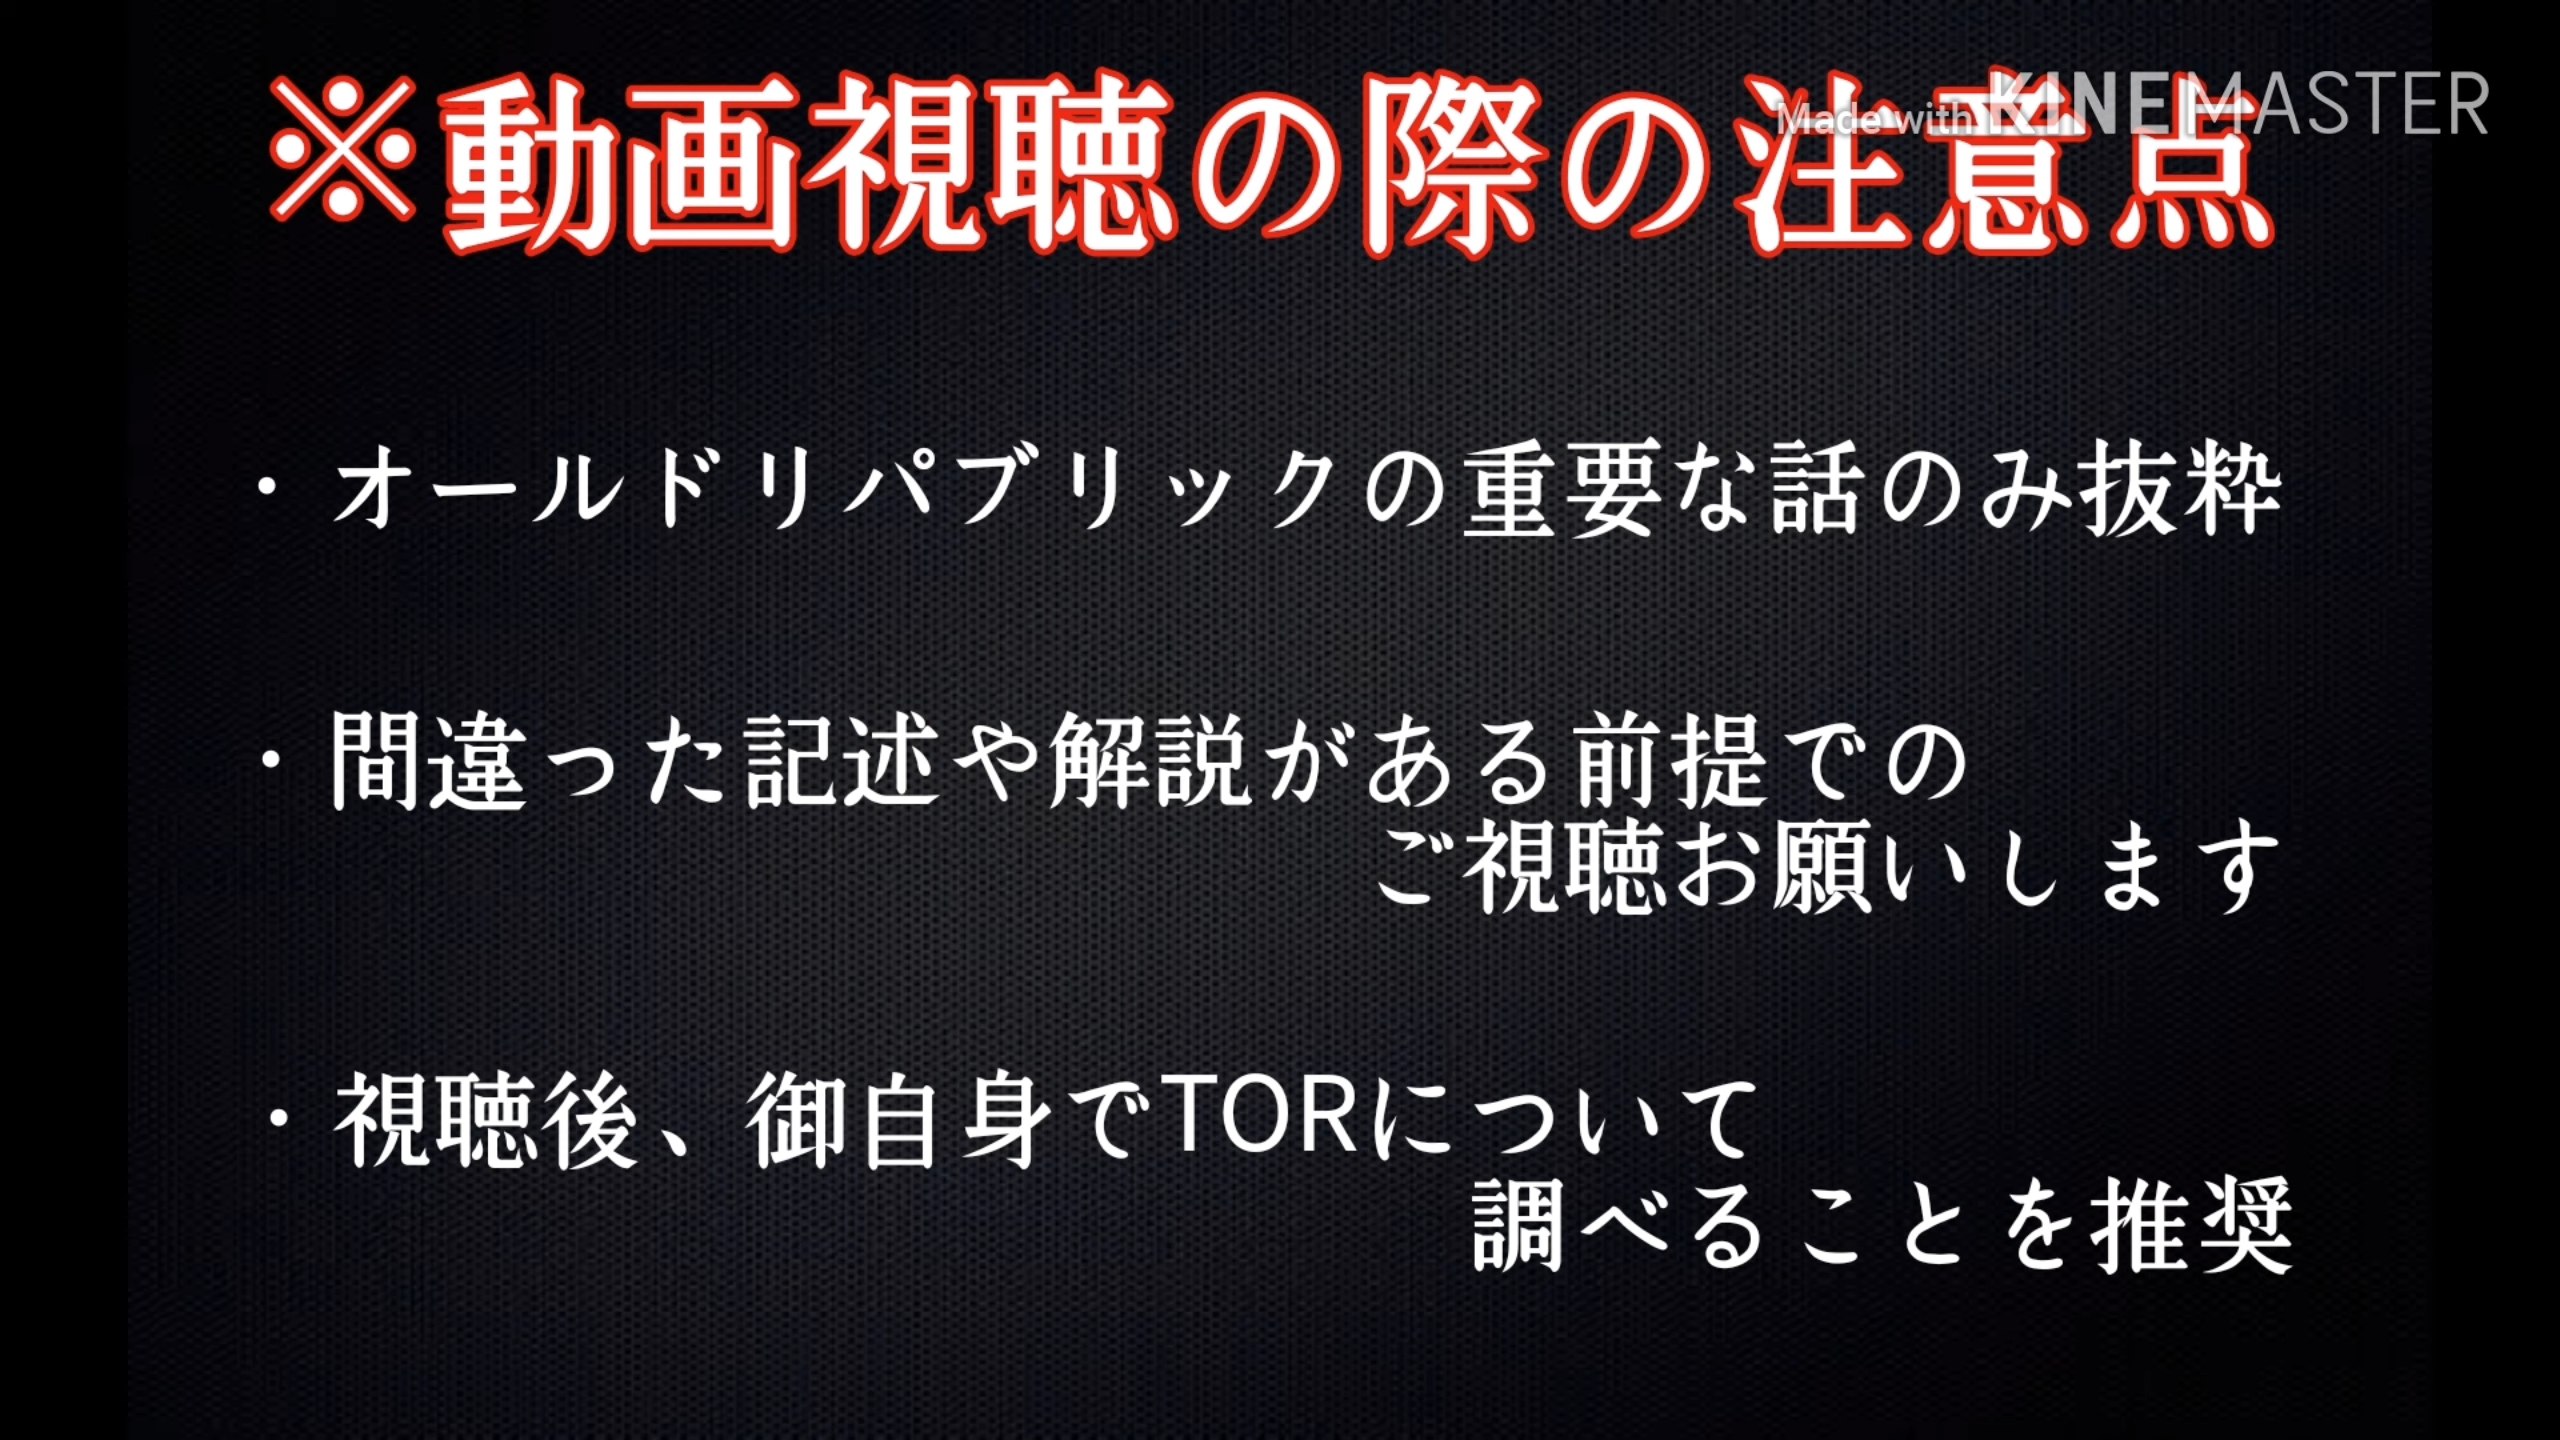 ※動画視聴の際の注意点
Made with KINEMASTER
・オールドリパブリックの重要な話のみ抜粋
・間違った記述や解説がある前提での
ご視聴お願いします
・視聴後、御自身でTORについて
調べることを推奨